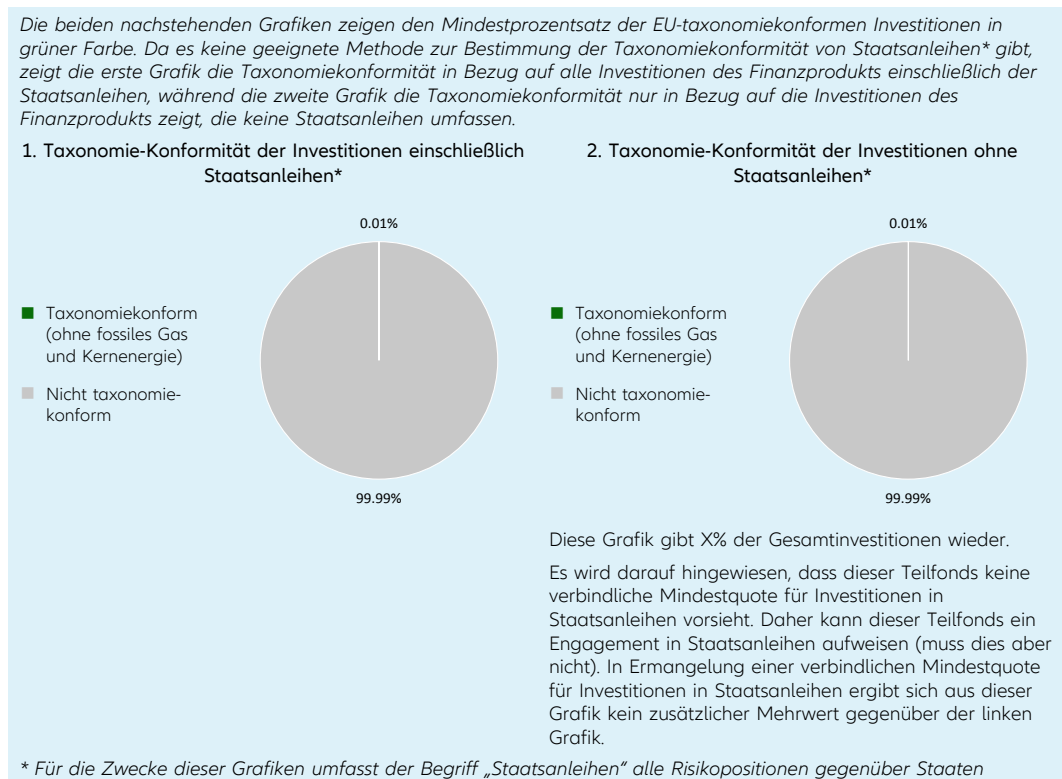 Die beiden nachstehenden Grafiken zeigen den Mindestprozentsatz der EU-taxonomiekonformen Investitionen in
grüner Farbe. Da es keine geeignete Methode zur Bestimmung der Taxonomiekonformität von Staatsanleihen* gibt,
zeigt die erste Grafik die Taxonomiekonformität in Bezug auf alle Investitionen des Finanzprodukts einschließlich der
Staatsanleihen, während die zweite Grafik die Taxonomiekonformität nur in Bezug auf die Investitionen des
Finanzprodukts zeigt, die keine Staatsanleihen umfassen.
1. Taxonomie-Konformität der Investitionen einschließlich
Staatsanleihen*
0.01%
Taxonomiekonform
(ohne fossiles Gas
und Kernenergie)
Nicht taxonomie-
konform
99.99%
2. Taxonomie-Konformität der Investitionen ohne
Staatsanleihen*
0.01%
Taxonomiekonform
(ohne fossiles Gas
und Kernenergie)
Nicht taxonomie-
konform
99.99%
Diese Grafik gibt X% der Gesamtinvestitionen wieder.
Es wird darauf hingewiesen, dass dieser Teilfonds keine
verbindliche Mindestquote für Investitionen in
Staatsanleihen vorsieht. Daher kann dieser Teilfonds ein
Engagement in Staatsanleihen aufweisen (muss dies aber
nicht). In Ermangelung einer verbindlichen Mindestquote
für Investitionen in Staatsanleihen ergibt sich aus dieser
Grafik kein zusätzlicher Mehrwert gegenüber der linken
Grafik.
* Für die Zwecke dieser Grafiken umfasst der Begriff „Staatsanleihen“ alle Risikopositionen gegenüber Staaten